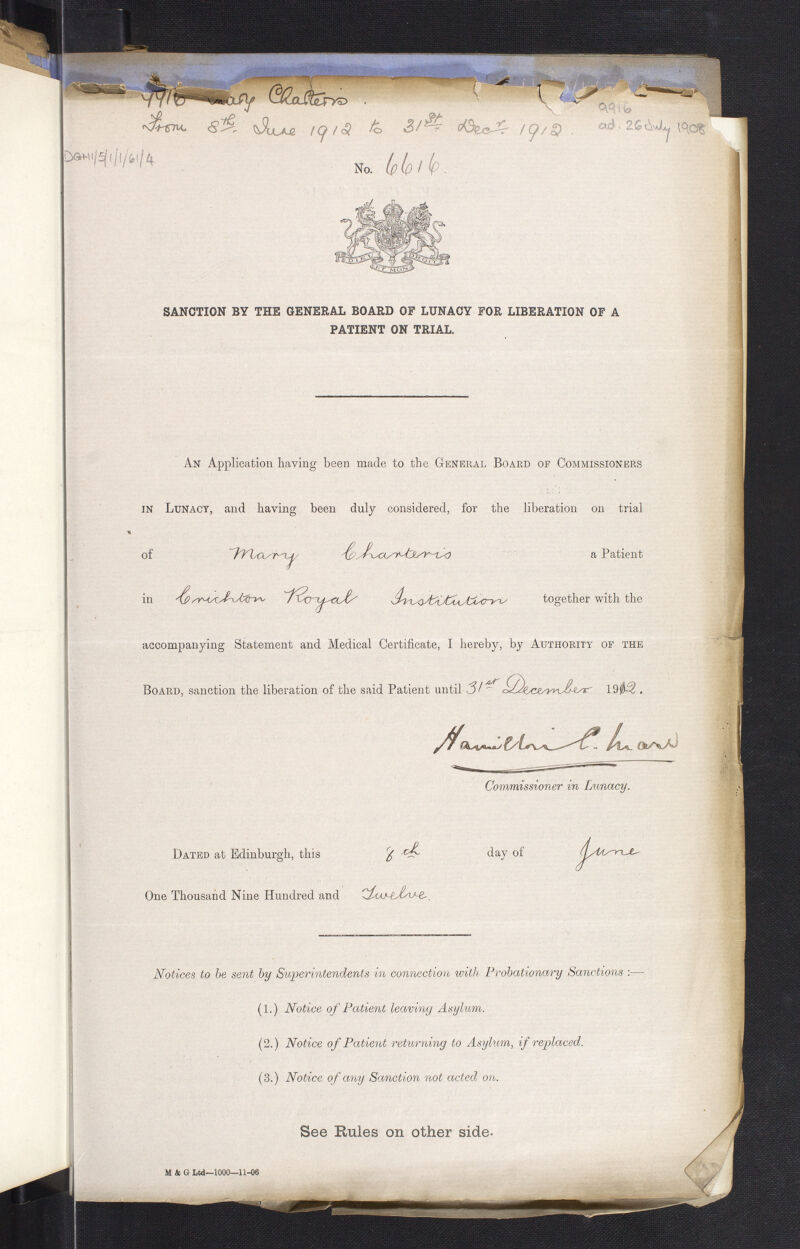 9916 Mary Charteris.
From 8th June 1912 to 31st Decr 1912.
9916
ad. 26 July 1908
DGH1/5/1/1/61/4
No. 6616.
DIEU ET MON DROIT
SANCTION BY THE GENERAL BOARD OF LUNACY FOR LIBERATION OF A
PATIENT ON TRIAL.
AN Application having been made to the GENERAL BOARD OF COMMISSIONERS
IN LUNACY, and having been duly considered, for the liberation on trial
of Mary Charteris a Patient
in Crichton Royal Institution together with the
accompanying Statement and Medical Certificate, I hereby, by AUTHORITY OF THE
BOARD, sanction the liberation of the said Patient until 31st December 1912.
Hamilton C. Marr
Commissioner in Lunacy.
DATED at Edinburgh, this 8th day of June
One Thousand Nine Hundred and Twelve.
Notices to be sent by Superintendents in connection with Probationary Sanctions :—
(1.) Notice of Patient leaving Asylum.
(2.) Notice of Patient returning to Asylum, if replaced.
(3.) Notice of any Sanction not acted on.
See Rules on other side.
M & G Ltd—1000—11-06